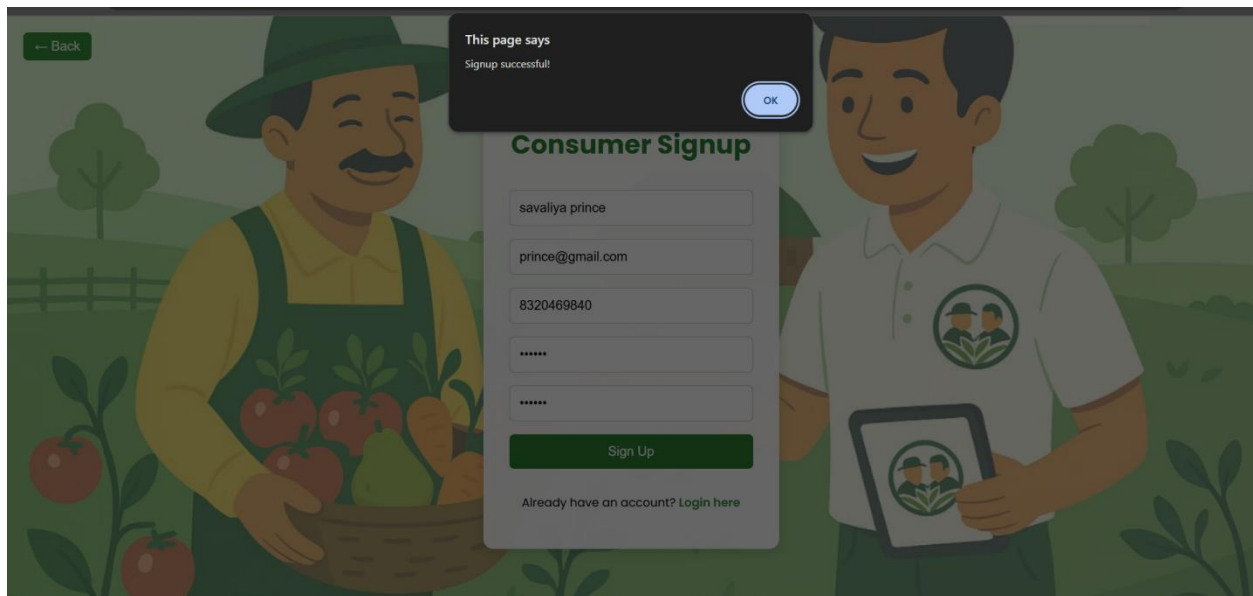 ← Back
This page says
Signup successful!
OK
Consumer Signup
savaliya prince
prince@gmail.com
8320469840
••••••
••••••
Sign Up
Already have an account? Login here